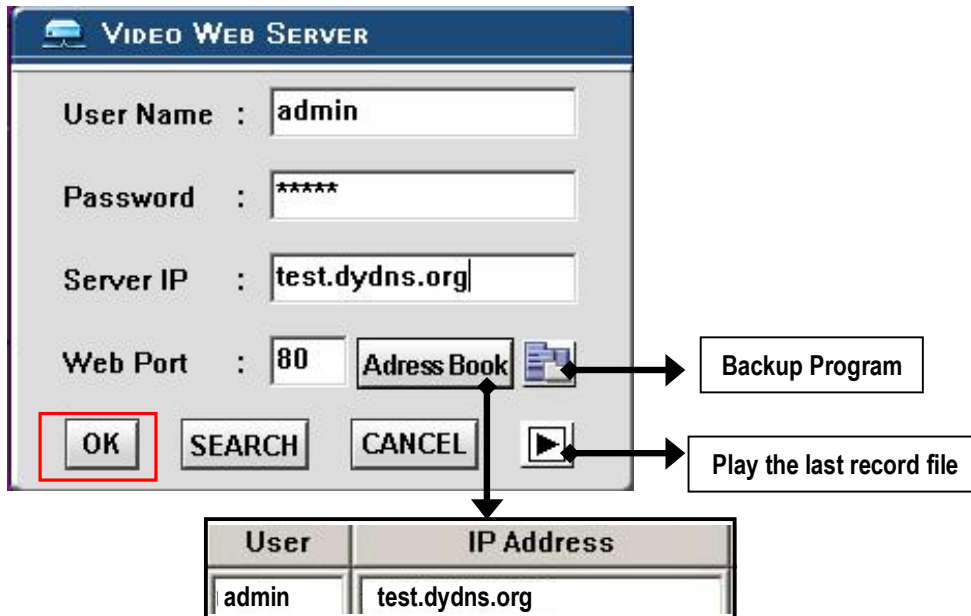 VIDEO WEB SERVER
User Name : admin
Password : *****
Server IP : test.dydns.org
Web Port : 80 Adress Book
Backup Program
OK SEARCH CANCEL
Play the last record file
User IP Address
admin test.dydns.org